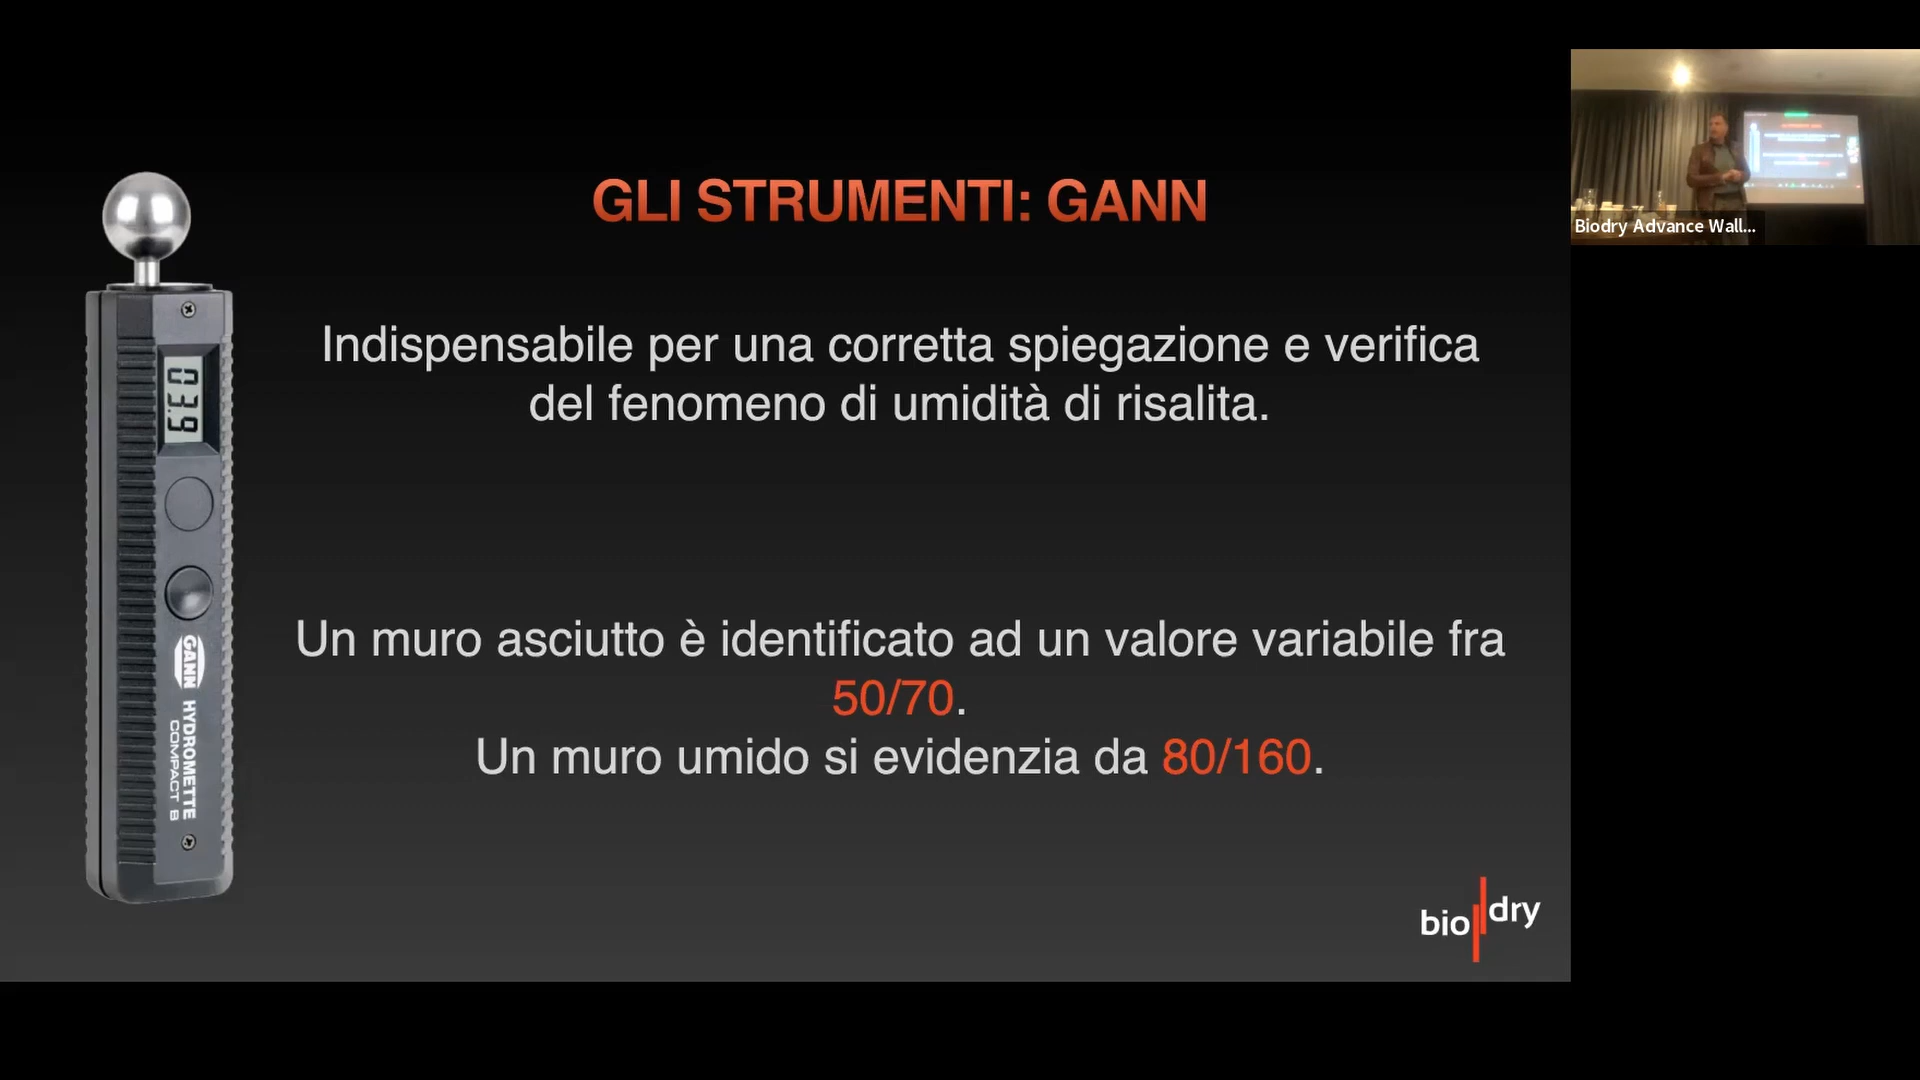 GLI STRUMENTI: GANN
Indispensabile per una corretta spiegazione e verifica
del fenomeno di umidità di risalita.
Un muro asciutto è identificato ad un valore variabile fra
50/70.
Un muro umido si evidenzia da 80/160.
03.9
GANN HYDROMETTE
COMPACT B
bio dry
Biodry Advance Wall...